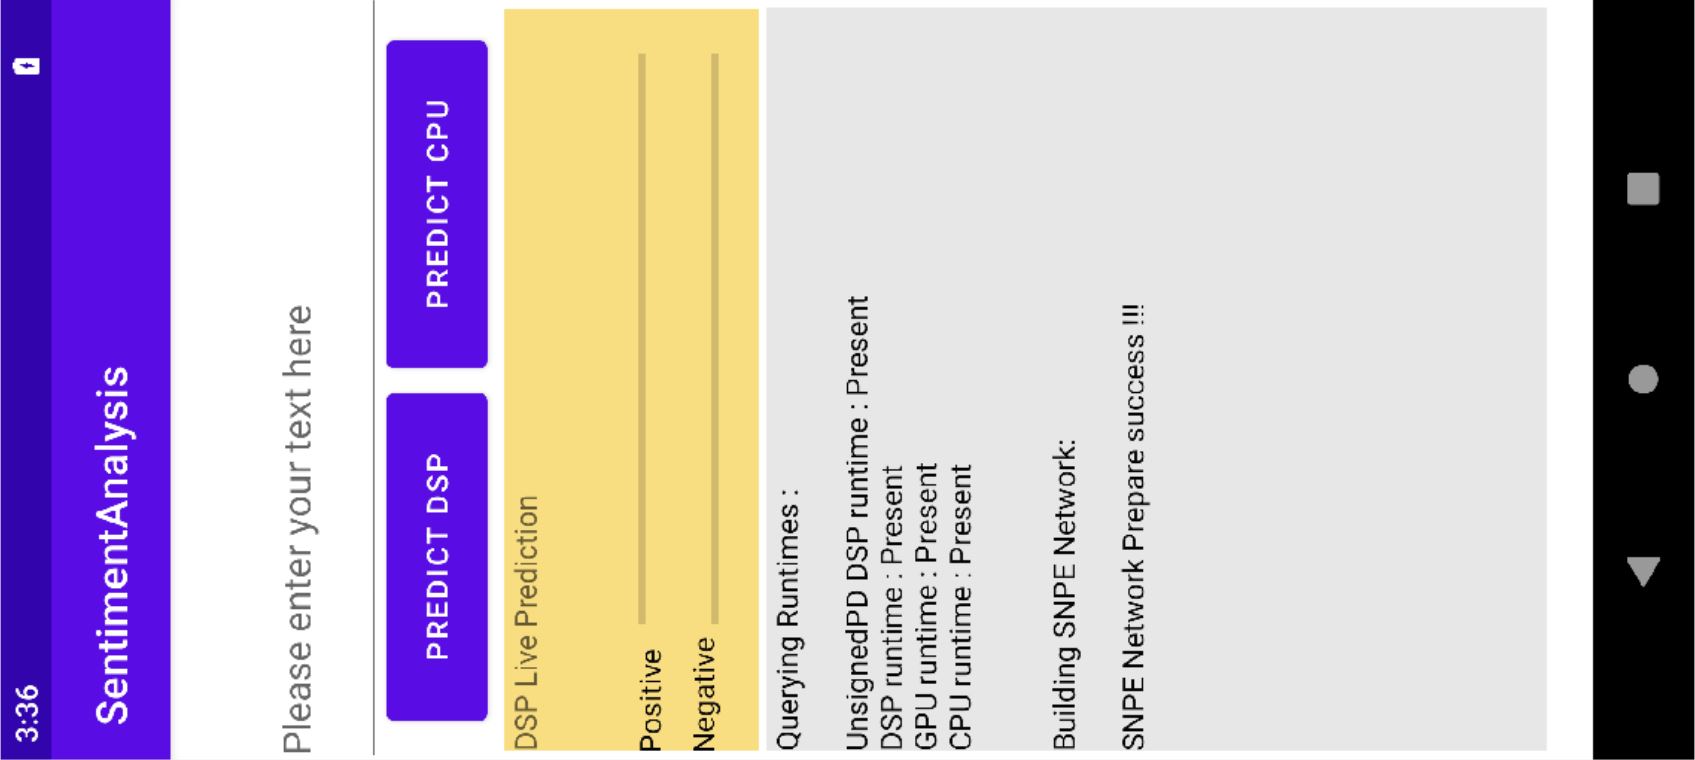 3:36
SentimentAnalysis
Please enter your text here
PREDICT DSP
PREDICT CPU
DSP Live Prediction
Positive
Negative
Querying Runtimes :
UnsignedPD DSP runtime : Present
DSP runtime : Present
GPU runtime : Present
CPU runtime : Present
Building SNPE Network:
SNPE Network Prepare success !!!